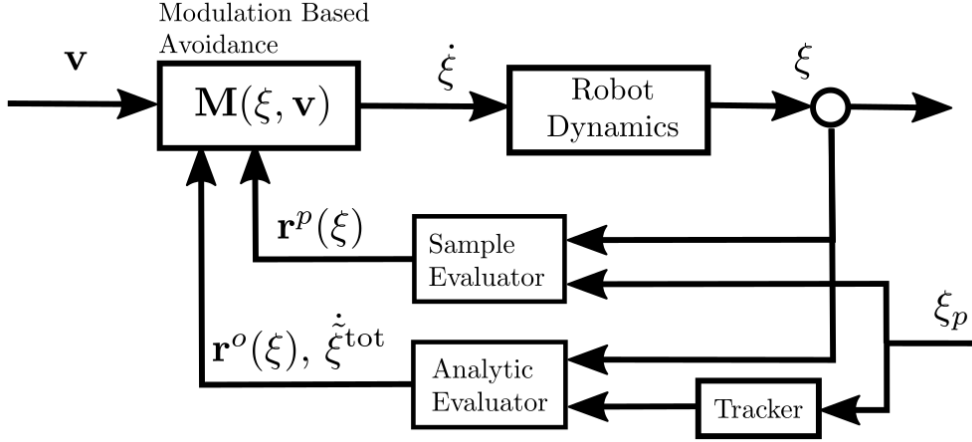 Modulation Based
Avoidance
v
M(ξ, v)
ξ̇
Robot
Dynamics
ξ
r^p(ξ)
Sample
Evaluator
ξ_p
r^o(ξ), ξ̃̇^tot
Analytic
Evaluator
Tracker